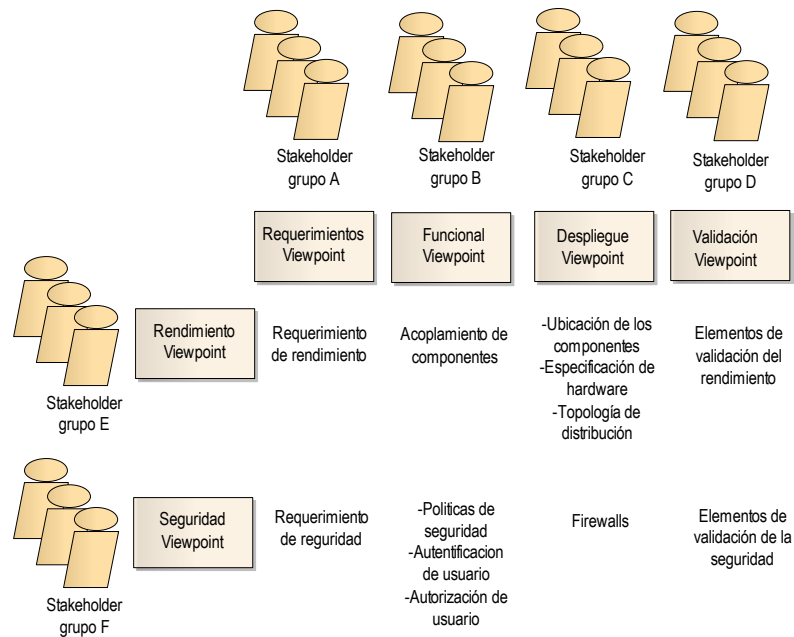 Stakeholder
grupo A
Stakeholder
grupo B
Stakeholder
grupo C
Stakeholder
grupo D
Requerimientos
Viewpoint
Funcional
Viewpoint
Despliegue
Viewpoint
Validación
Viewpoint
Stakeholder
grupo E
Rendimiento
Viewpoint
Requerimiento
de rendimiento
Acoplamiento de
componentes
-Ubicación de los
componentes
-Especificación de
hardware
-Topología de
distribución
Elementos de
validación del
rendimiento
Stakeholder
grupo F
Seguridad
Viewpoint
Requerimiento
de reguridad
-Politicas de
seguridad
-Autentificacion
de usuario
-Autorización de
usuario
Firewalls
Elementos de
validación de la
seguridad